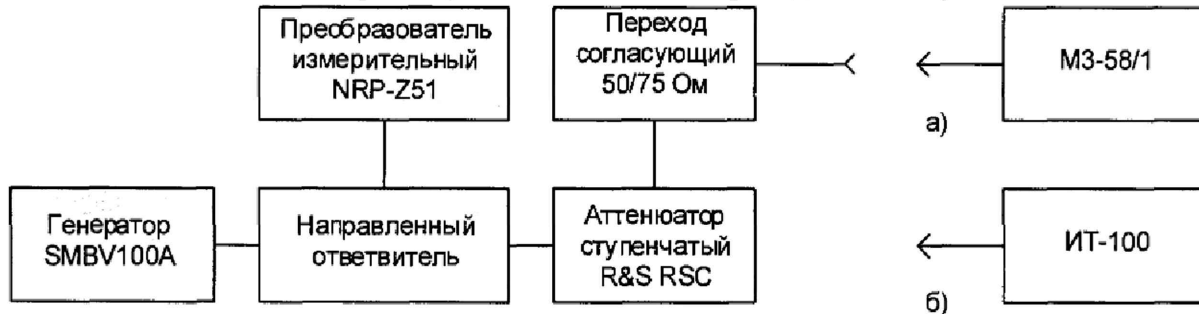 Преобразователь
измерительный
NRP-Z51
Переход
согласующий
50/75 Ом
М3-58/1
а)
Генератор
SMBV100A
Направленный
ответвитель
Аттенюатор
ступенчатый
R&S RSC
ИТ-100
б)